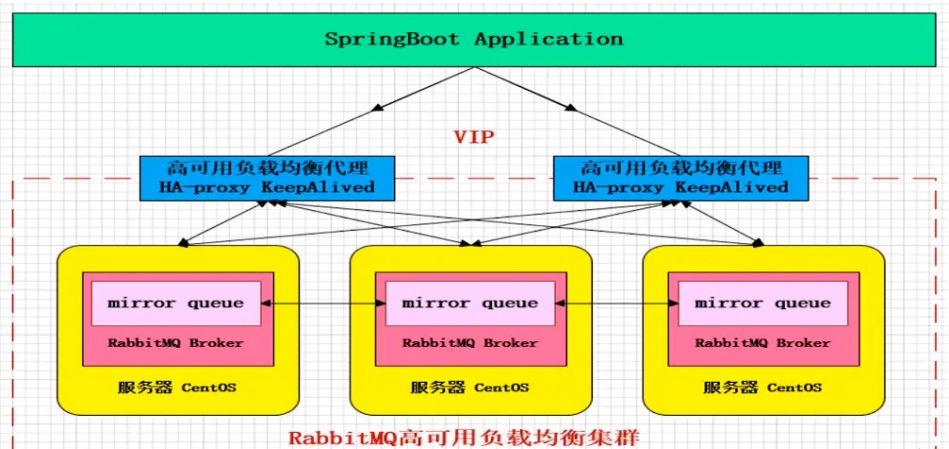 SpringBoot Application
VIP
高可用负载均衡代理
HA-proxy KeepAlived
高可用负载均衡代理
HA-proxy KeepAlived
mirror queue
RabbitMQ Broker
服务器 CentOS
mirror queue
RabbitMQ Broker
服务器 CentOS
mirror queue
RabbitMQ Broker
服务器 CentOS
RabbitMQ高可用负载均衡集群